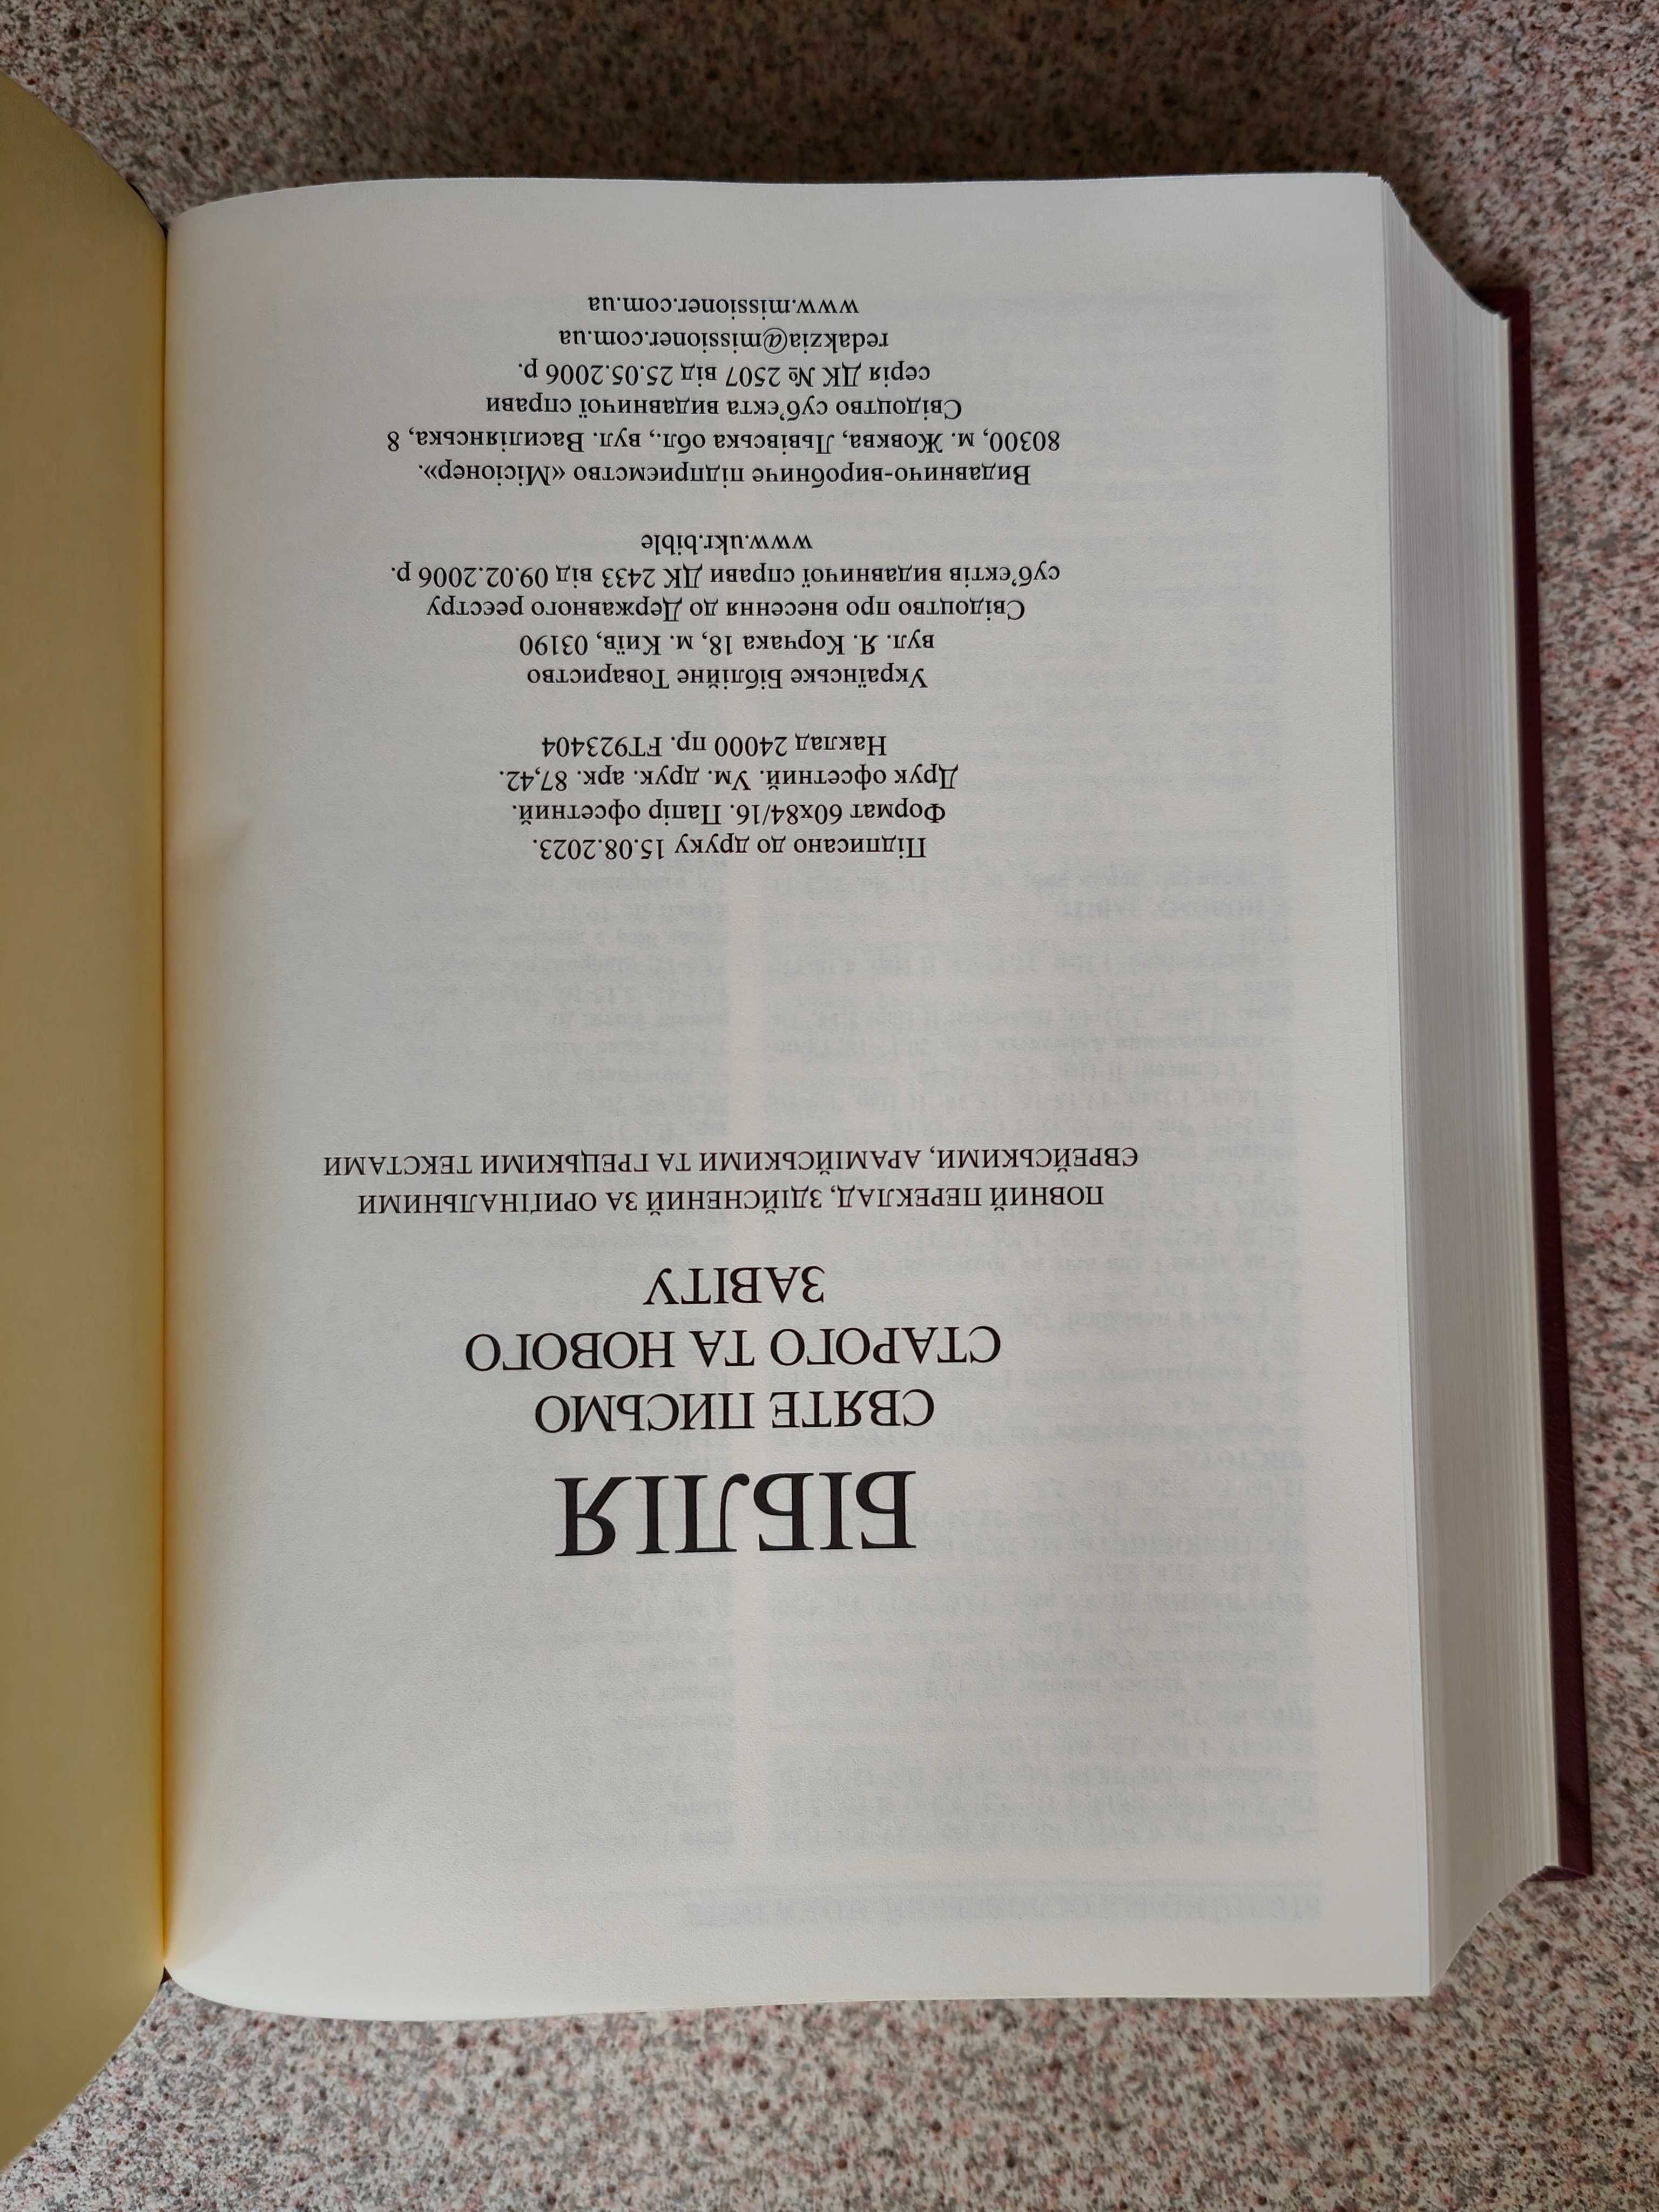 БІБЛІЯ
СВЯТЕ ПИСЬМО
СТАРОГО ТА НОВОГО
ЗАВІТУ
ПОВНИЙ ПЕРЕКЛАД, ЗДІЙСНЕНИЙ ЗА ОРИҐІНАЛЬНИМИ
ЄВРЕЙСЬКИМИ, АРАМІЙСЬКИМИ ТА ГРЕЦЬКИМИ ТЕКСТАМИ
Підписано до друку 15.08.2023.
Формат 60х84/16. Папір офсетний.
Друк офсетний. Ум. друк. арк. 87,42.
Наклад 24000 пр. FT923404
Українське Біблійне Товариство
вул. Я. Корчака 18, м. Київ, 03190
Свідоцтво про внесення до Державного реєстру
суб’єктів видавничої справи ДК 2433 від 09.02.2006 р.
www.ukr.bible
Видавничо-виробниче підприємство «Місіонер».
80300, м. Жовква, Львівська обл., вул. Василіянська, 8
Свідоцтво суб’єкта видавничої справи
серія ДК № 2507 від 25.05.2006 р.
redakzia@missioner.com.ua
www.missioner.com.ua